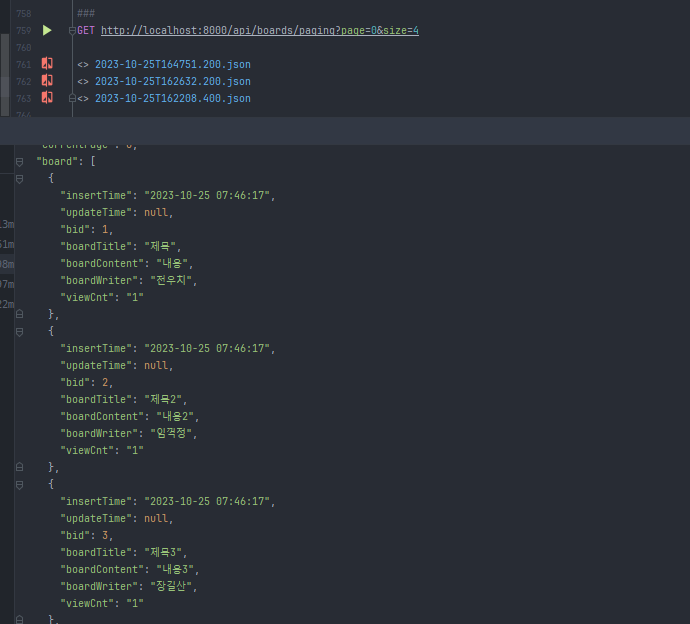 758 ###
759 GET http://localhost:8000/api/boards/paging?page=0&size=4
760
761 <> 2023-10-25T164751.200.json
762 <> 2023-10-25T162632.200.json
763 <> 2023-10-25T162208.400.json
764
"currentPage": 0,
"board": [
{
"insertTime": "2023-10-25 07:46:17",
"updateTime": null,
"bid": 1,
"boardTitle": "제목",
"boardContent": "내용",
"boardWriter": "전우치",
"viewCnt": "1"
},
{
"insertTime": "2023-10-25 07:46:17",
"updateTime": null,
"bid": 2,
"boardTitle": "제목2",
"boardContent": "내용2",
"boardWriter": "임꺽정",
"viewCnt": "1"
},
{
"insertTime": "2023-10-25 07:46:17",
"updateTime": null,
"bid": 3,
"boardTitle": "제목3",
"boardContent": "내용3",
"boardWriter": "장길산",
"viewCnt": "1"
},